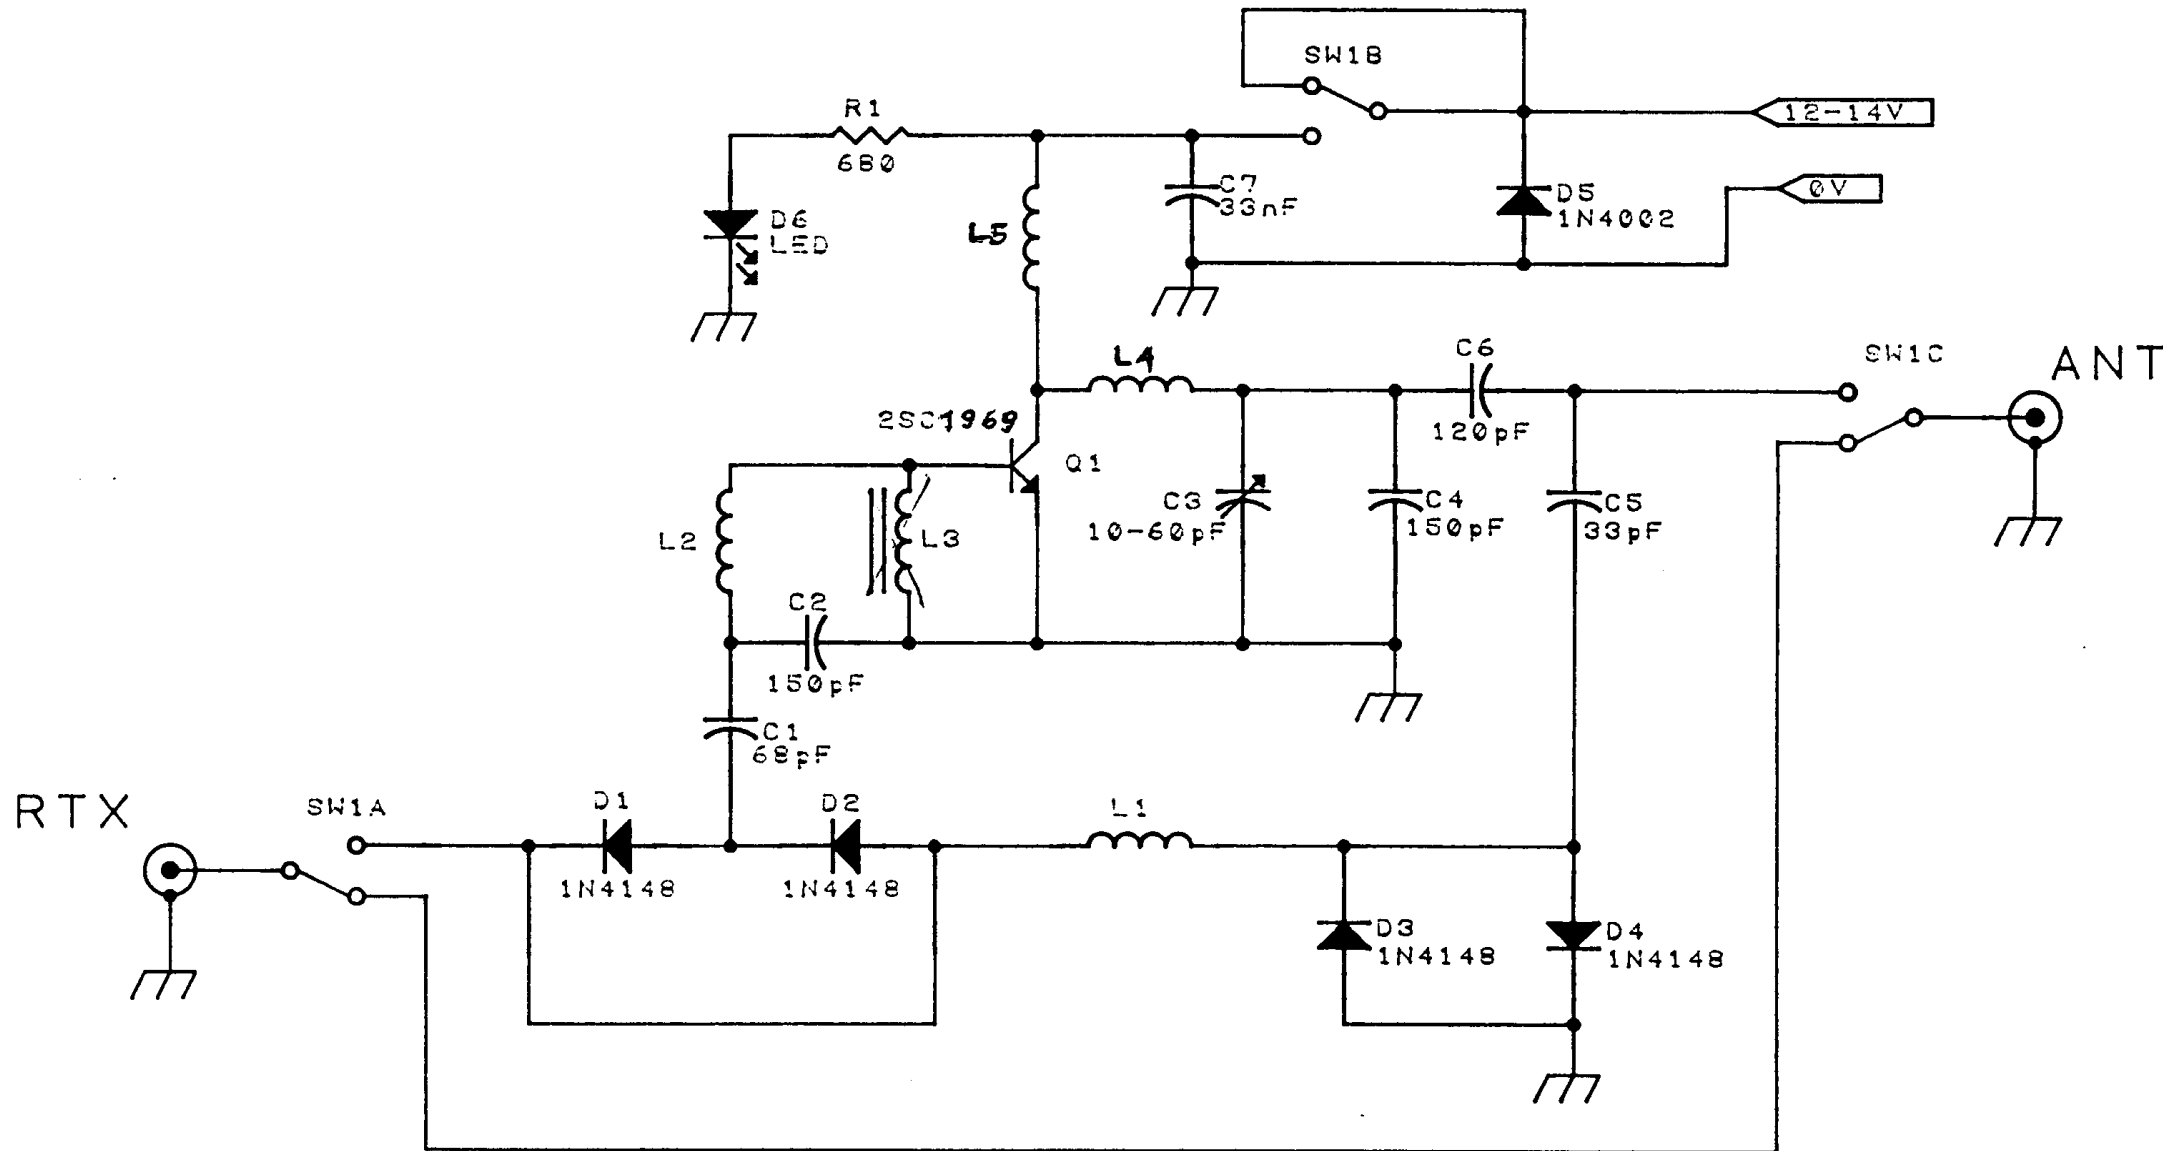 SW1B
12-14V
R1
680
0V
C7
33nF
D5
1N4002
D6
LED
L5
L4
C6
120pF
SW1C
ANT
2SC1969
Q1
L2
L3
C3
10-60pF
C4
150pF
C5
33pF
C2
150pF
C1
68pF
RTX
SW1A
D1
1N4148
D2
1N4148
L1
D3
1N4148
D4
1N4148